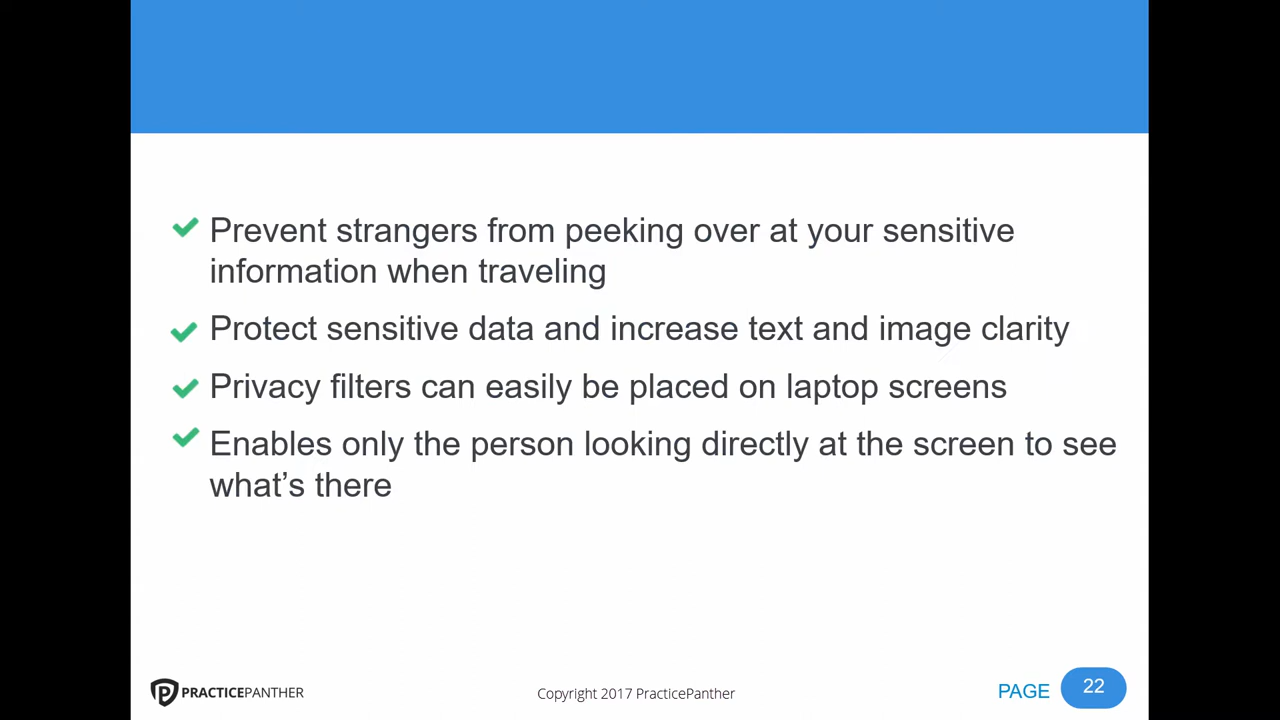 Prevent strangers from peeking over at your sensitive
information when traveling
Protect sensitive data and increase text and image clarity
Privacy filters can easily be placed on laptop screens
Enables only the person looking directly at the screen to see
what’s there
PRACTICEPANTHER
Copyright 2017 PracticePanther
PAGE 22